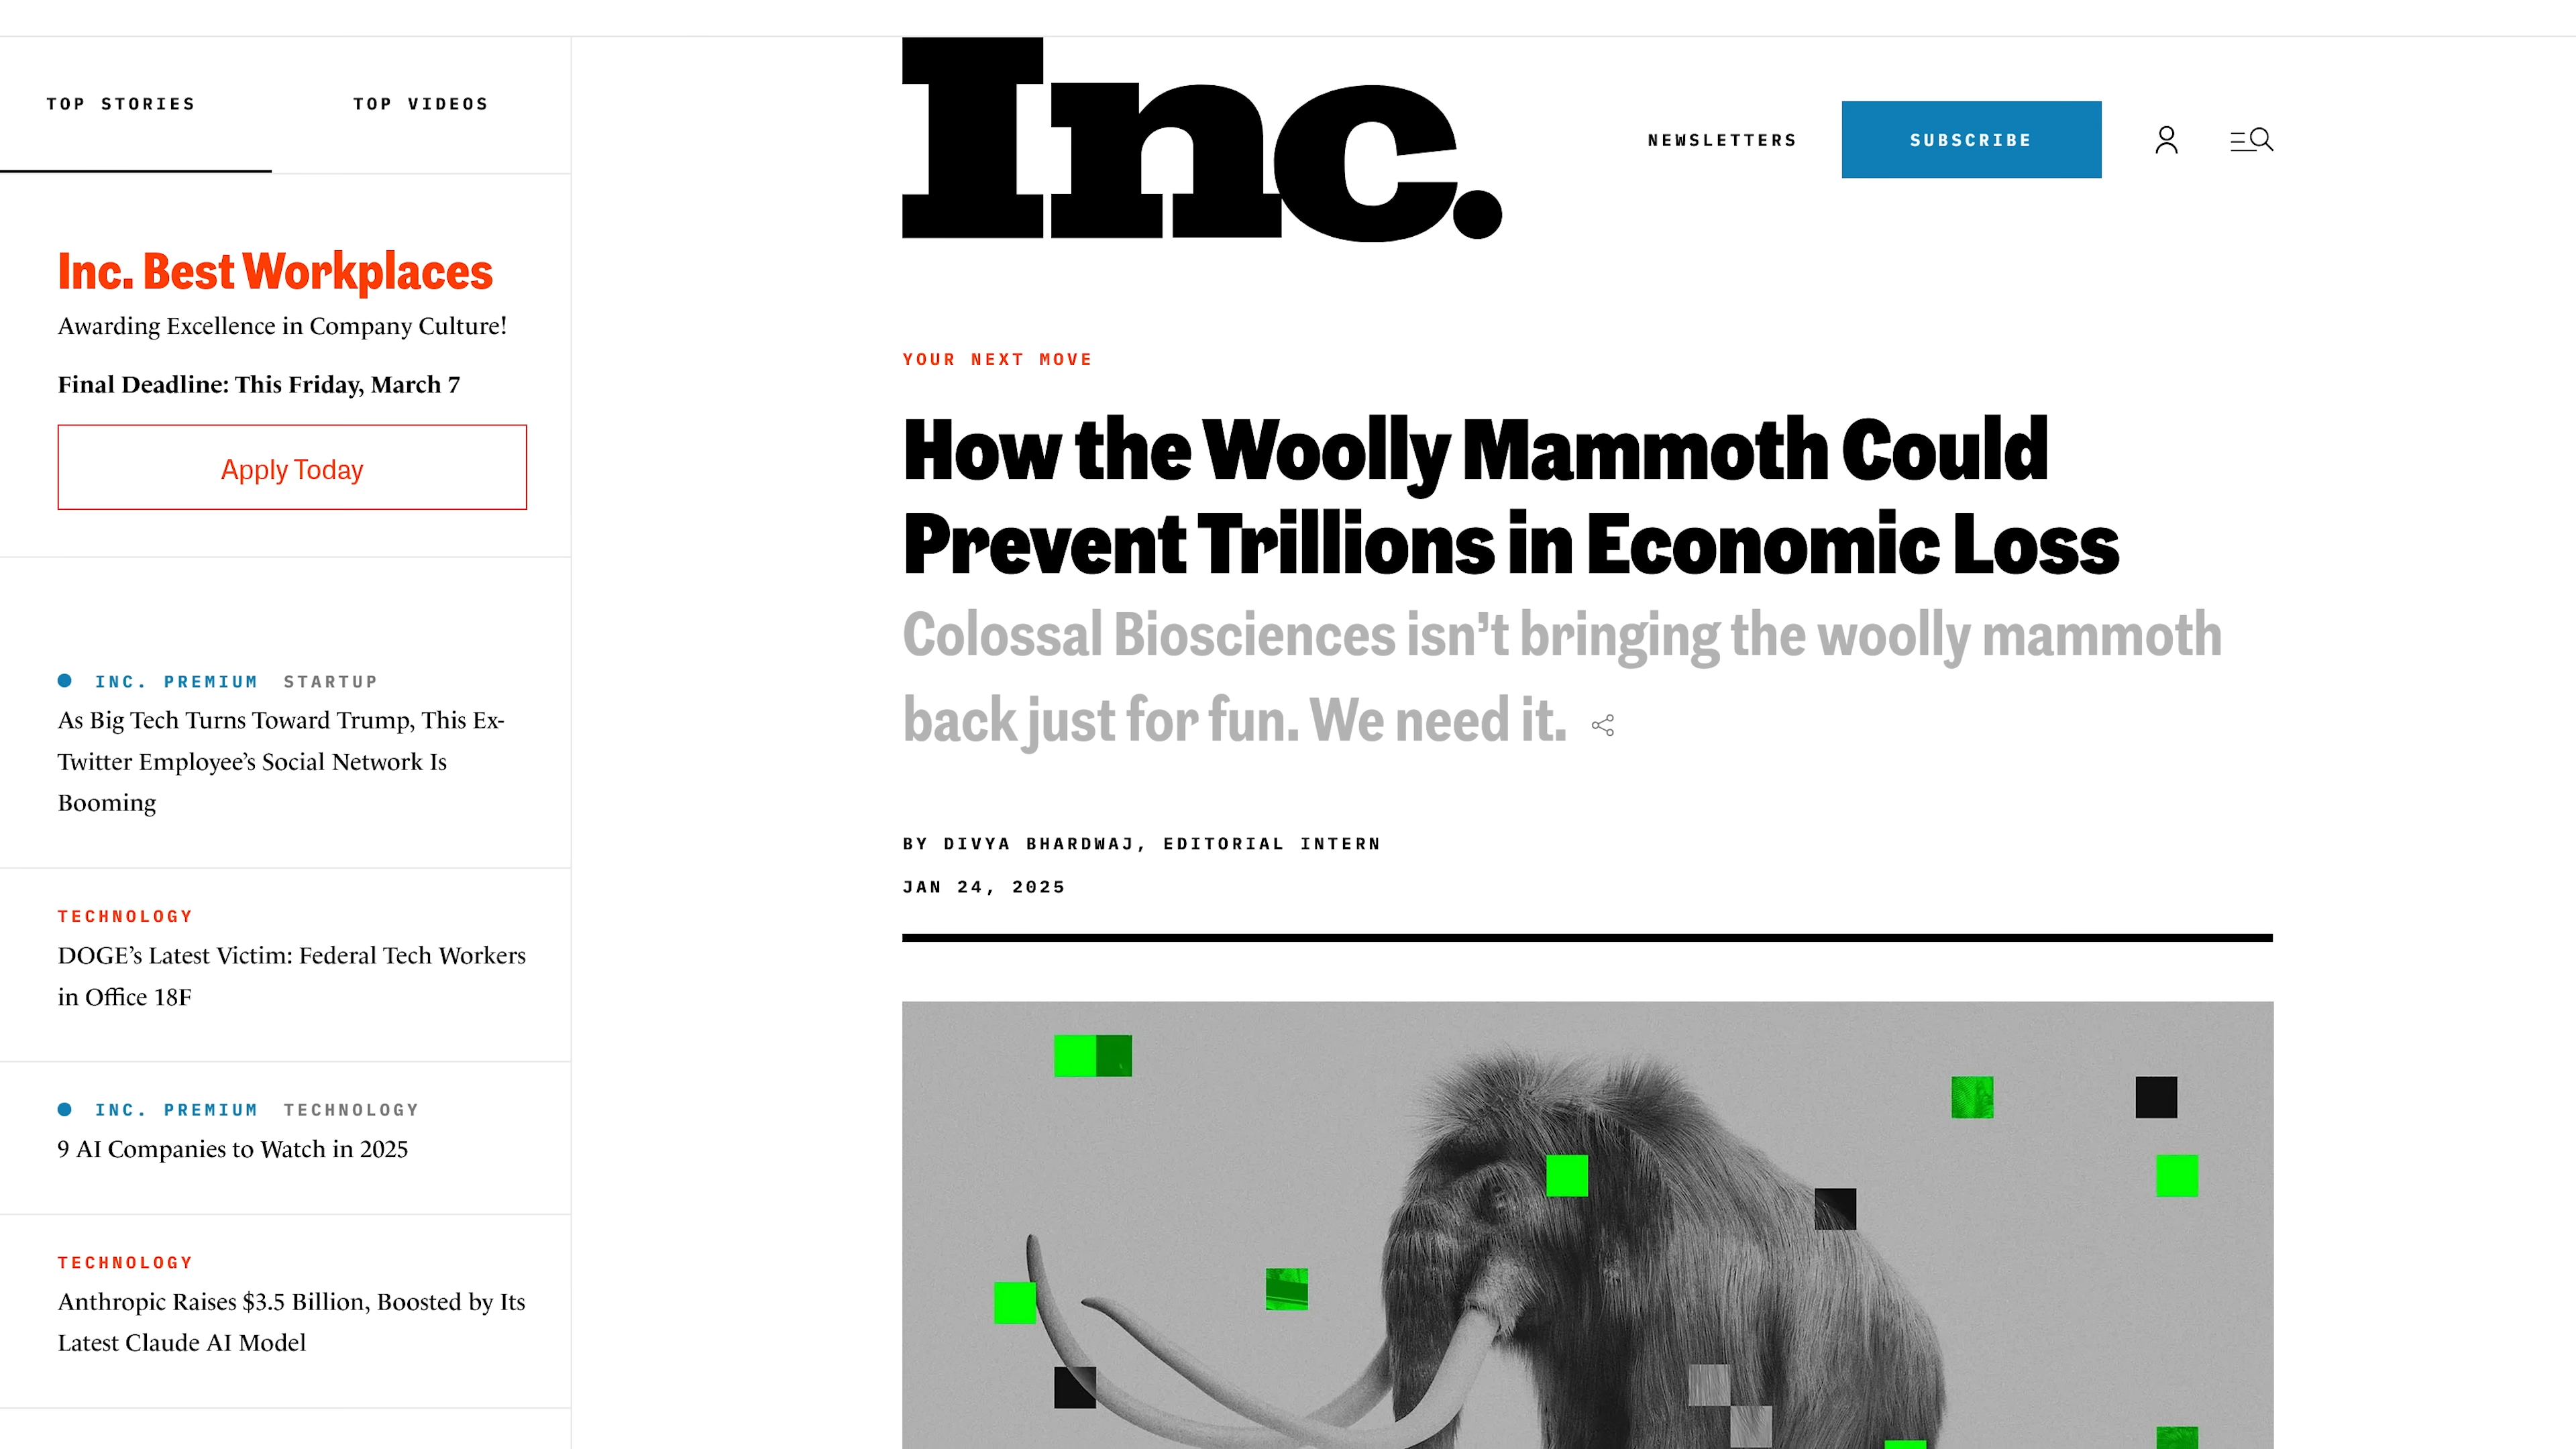 TOP STORIES
TOP VIDEOS
Inc. Best Workplaces
Awarding Excellence in Company Culture!
Final Deadline: This Friday, March 7
Apply Today
INC. PREMIUM STARTUP
As Big Tech Turns Toward Trump, This Ex-
Twitter Employee’s Social Network Is
Booming
TECHNOLOGY
DOGE’s Latest Victim: Federal Tech Workers
in Office 18F
INC. PREMIUM TECHNOLOGY
9 AI Companies to Watch in 2025
TECHNOLOGY
Anthropic Raises $3.5 Billion, Boosted by Its
Latest Claude AI Model
Inc.
NEWSLETTERS
SUBSCRIBE
YOUR NEXT MOVE
How the Woolly Mammoth Could
Prevent Trillions in Economic Loss
Colossal Biosciences isn’t bringing the woolly mammoth
back just for fun. We need it.
BY DIVYA BHARDWAJ, EDITORIAL INTERN
JAN 24, 2025